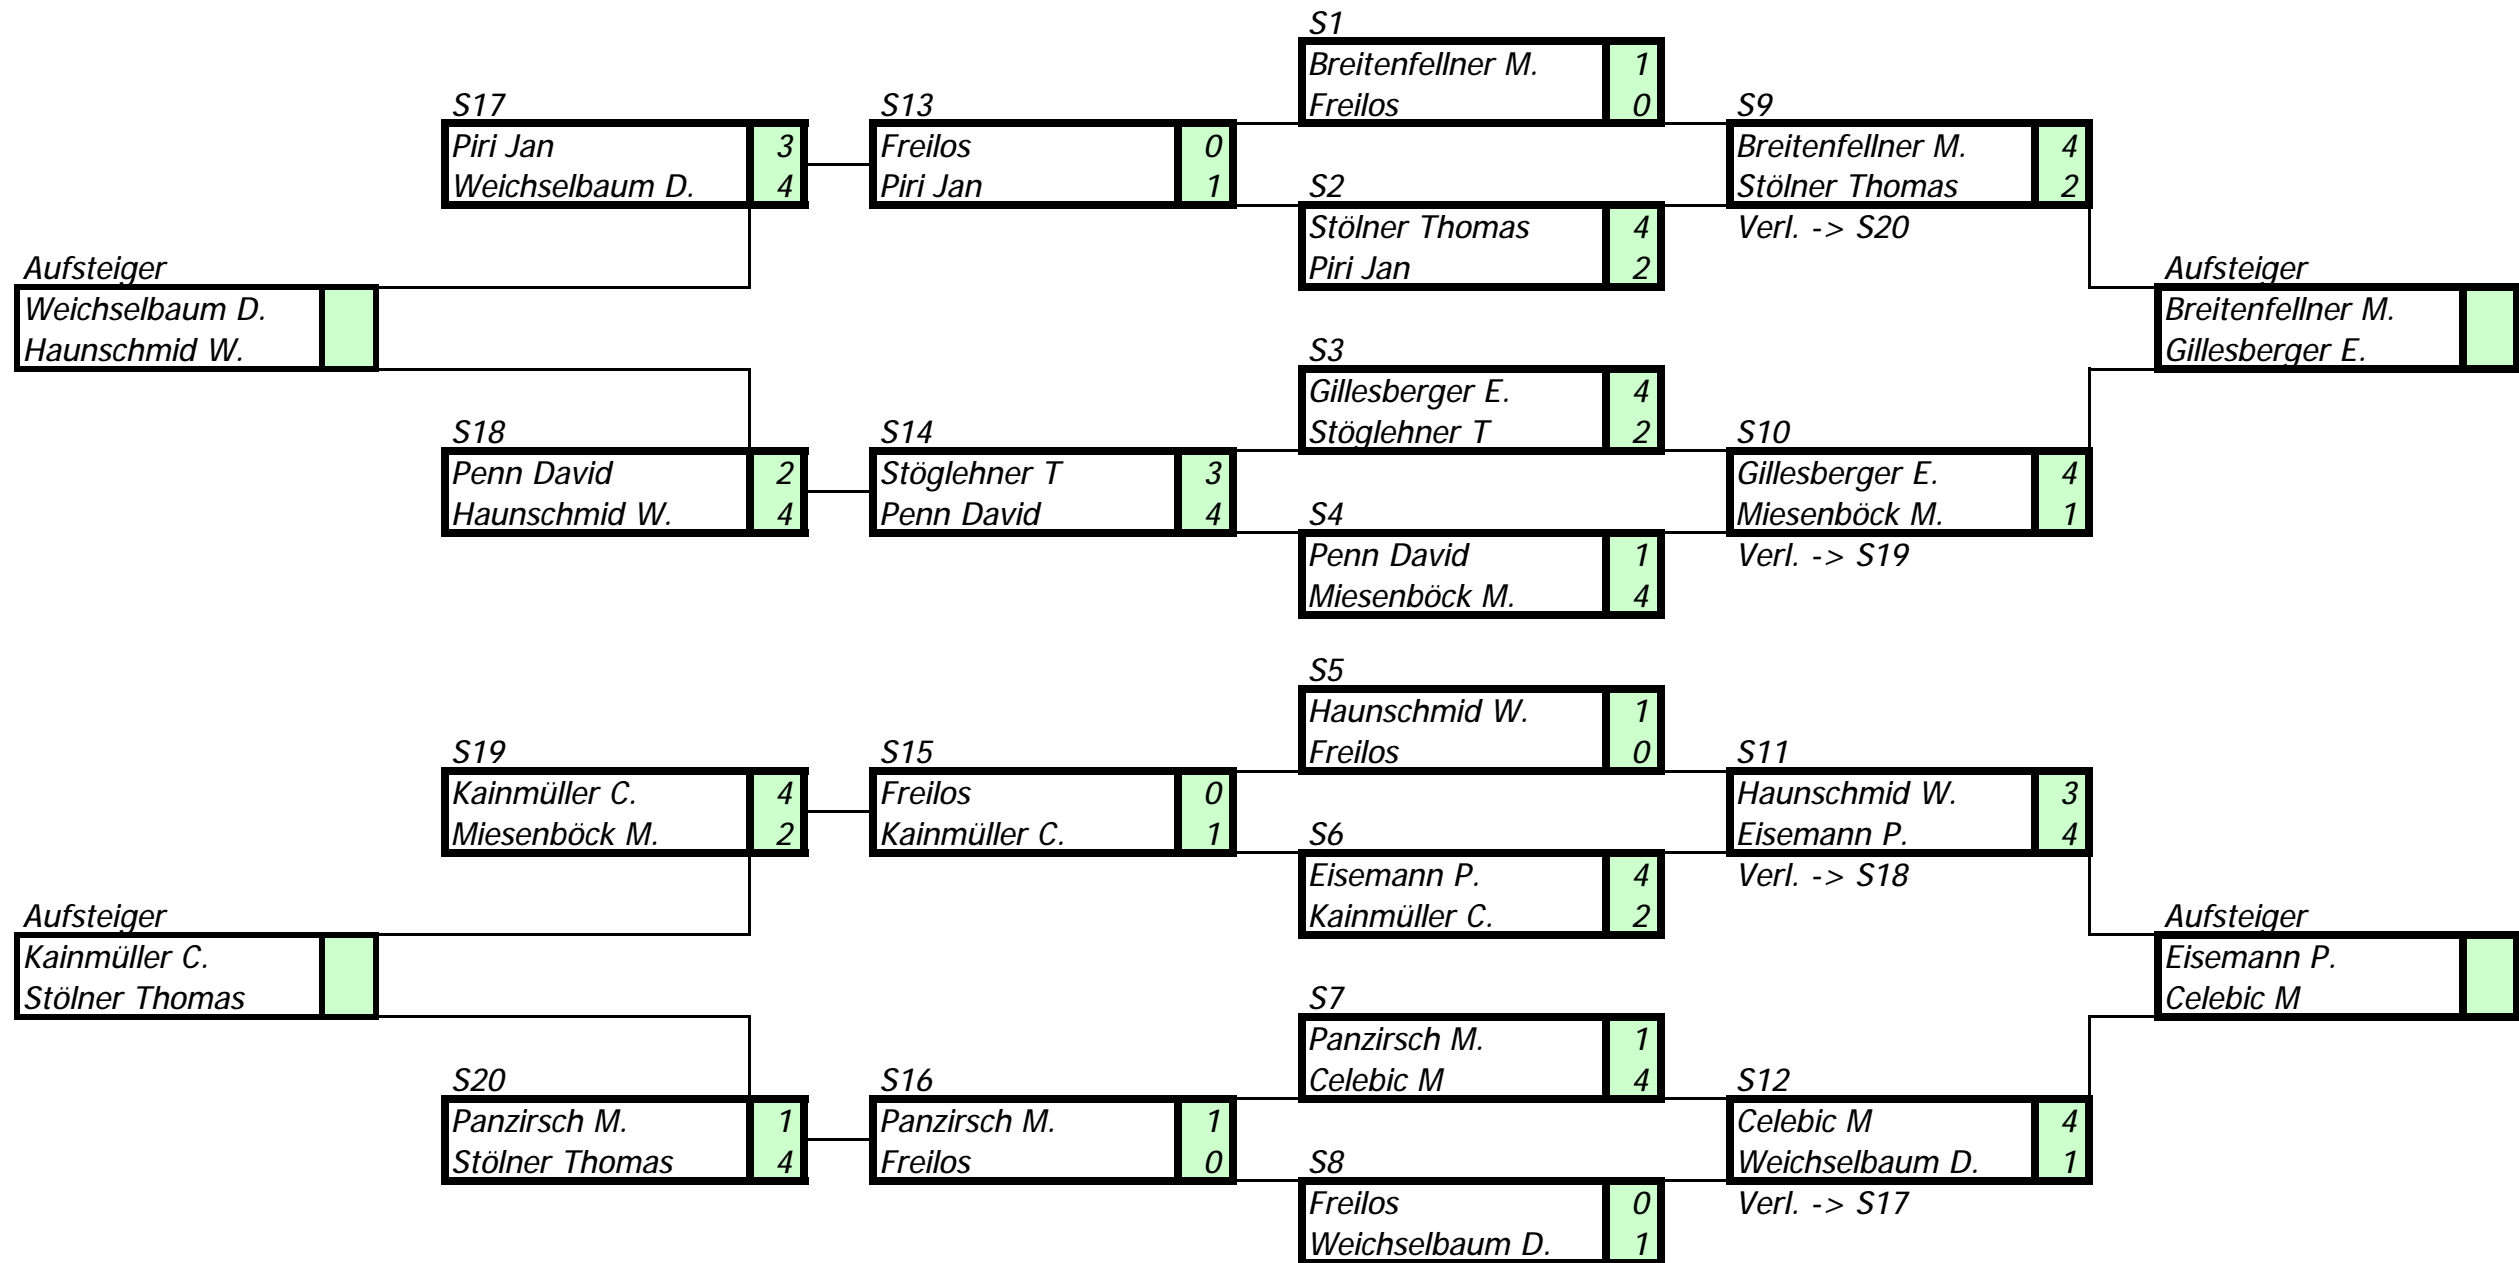 S1
Breitenfellner M. 1
S17 S13 Freilos 0 S9
Piri Jan 3 Freilos 0 Breitenfellner M. 4
Weichselbaum D. 4 Piri Jan 1 S2 Stölner Thomas 2
Stölner Thomas 4 Verl. -> S20
Aufsteiger Piri Jan 2 Aufsteiger
Weichselbaum D. Breitenfellner M.
Haunschmid W. S3 Gillesberger E.
Gillesberger E. 4
S18 S14 Stöglehner T 2 S10
Penn David 2 Stöglehner T 3 Gillesberger E. 4
Haunschmid W. 4 Penn David 4 S4 Miesenböck M. 1
Penn David 1 Verl. -> S19
Miesenböck M. 4
S5
Haunschmid W. 1
S19 S15 Freilos 0 S11
Kainmüller C. 4 Freilos 0 Haunschmid W. 3
Miesenböck M. 2 Kainmüller C. 1 S6 Eisemann P. 4
Eisemann P. 4 Verl. -> S18
Aufsteiger Kainmüller C. 2 Aufsteiger
Kainmüller C. Eisemann P.
Stölner Thomas S7 Celebic M
Panzirsch M. 1
S20 S16 Celebic M 4 S12
Panzirsch M. 1 Panzirsch M. 1 Celebic M 4
Stölner Thomas 4 Freilos 0 S8 Weichselbaum D. 1
Freilos 0 Verl. -> S17
Weichselbaum D. 1